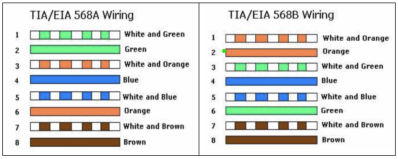 TIA/EIA 568A Wiring
1 White and Green
2 Green
3 White and Orange
4 Blue
5 White and Blue
6 Orange
7 White and Brown
8 Brown
TIA/EIA 568B Wiring
1 White and Orange
2 Orange
3 White and Green
4 Blue
5 White and Blue
6 Green
7 White and Brown
8 Brown